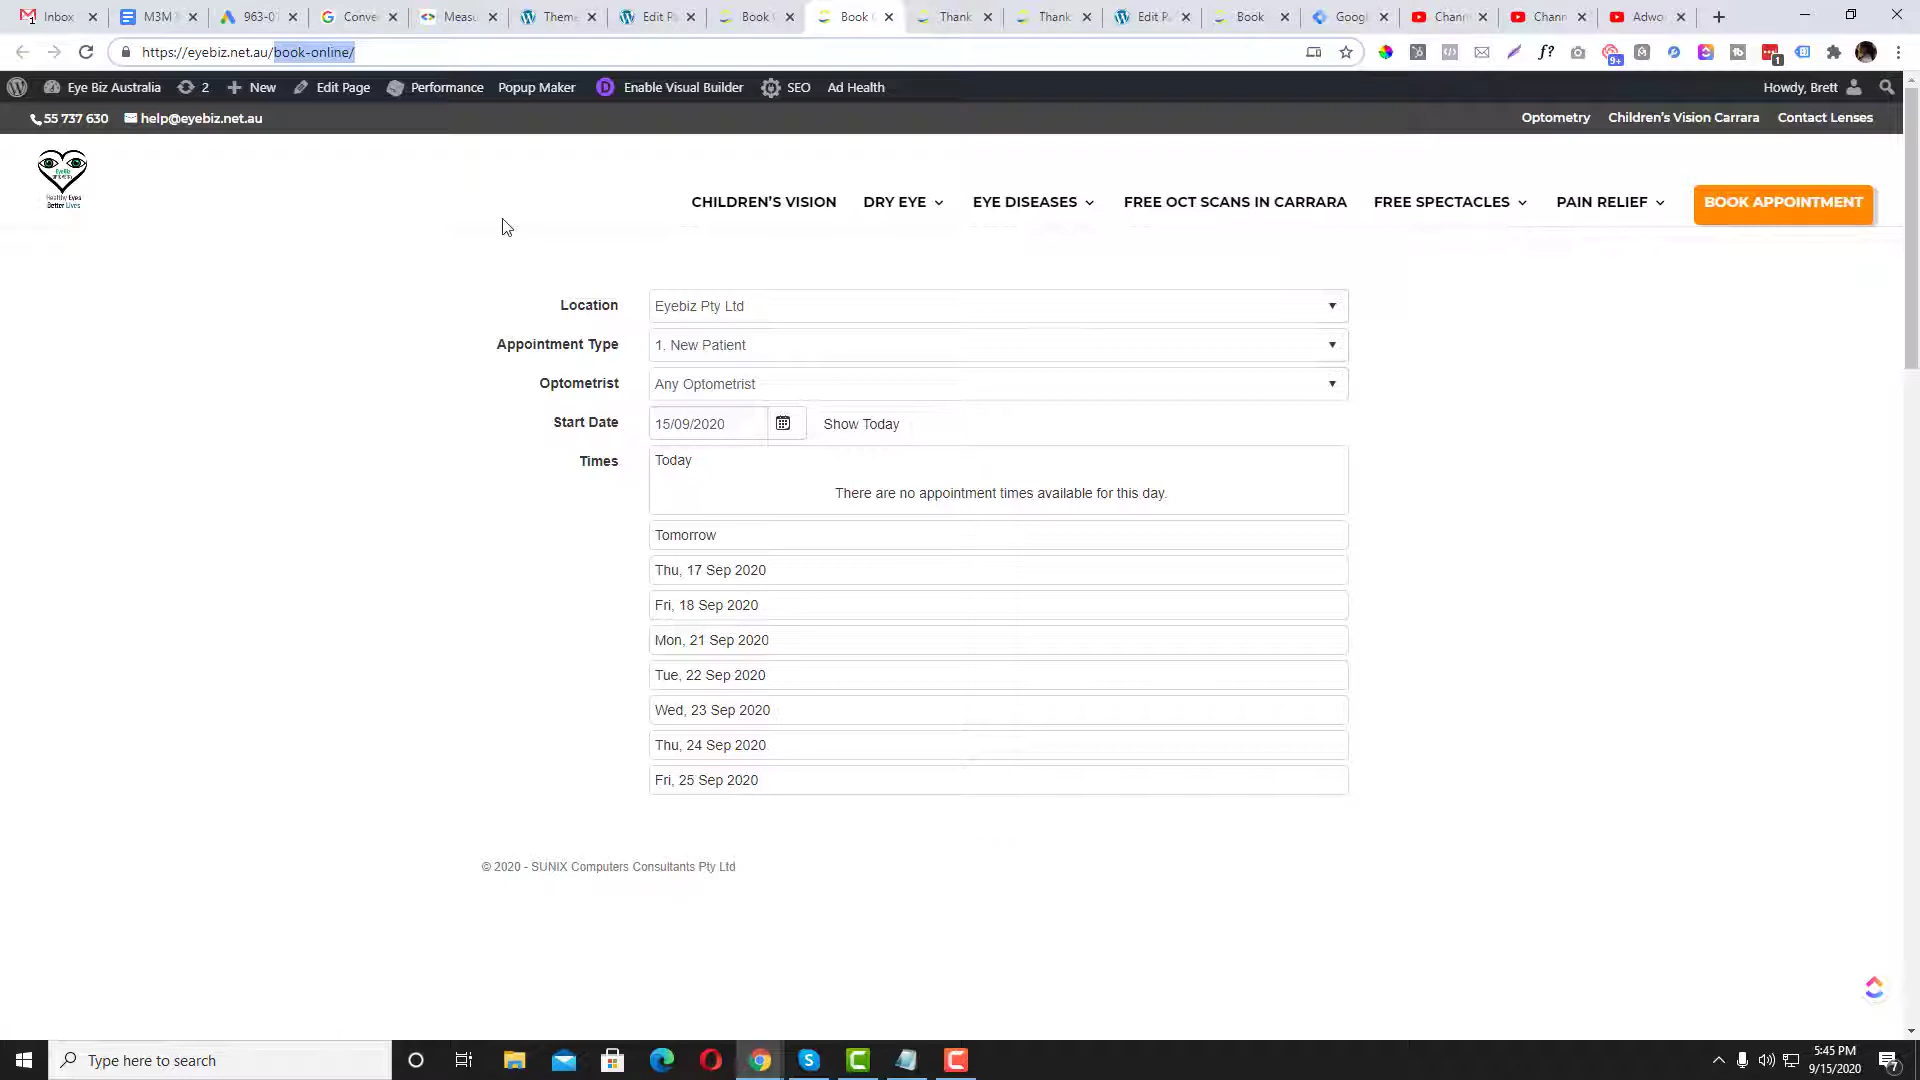 Inbox
M3M
963-0
Conve
Meas
Them
Edit P
Book
Book
Thank
Thank
Edit P
Book
Googl
Chann
Chann
Adwo
https://eyebiz.net.au/book-online/
Eye Biz Australia
2
New
Edit Page
Performance
Popup Maker
Enable Visual Builder
SEO
Ad Health
Howdy, Brett
55 737 630
help@eyebiz.net.au
Optometry
Children's Vision Carrara
Contact Lenses
Healthy Eyes
Better Lives
CHILDREN'S VISION
DRY EYE
EYE DISEASES
FREE OCT SCANS IN CARRARA
FREE SPECTACLES
PAIN RELIEF
BOOK APPOINTMENT
Location
Eyebiz Pty Ltd
Appointment Type
1. New Patient
Optometrist
Any Optometrist
Start Date
15/09/2020
Show Today
Times
Today
There are no appointment times available for this day.
Tomorrow
Thu, 17 Sep 2020
Fri, 18 Sep 2020
Mon, 21 Sep 2020
Tue, 22 Sep 2020
Wed, 23 Sep 2020
Thu, 24 Sep 2020
Fri, 25 Sep 2020
© 2020 - SUNIX Computers Consultants Pty Ltd
Type here to search
5:45 PM
9/15/2020